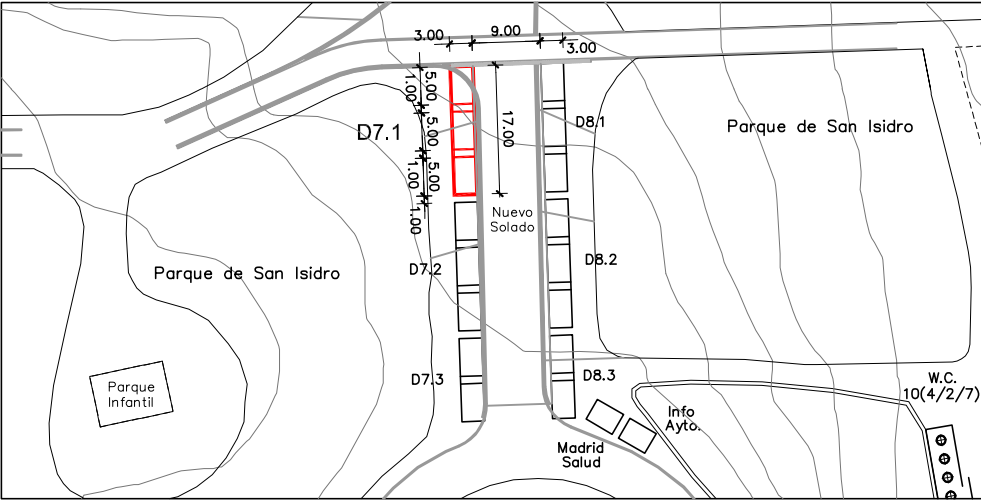 3.00
9.00
3.00
5.00
1.00
5.00
1.00
5.00
1.00
17.00
D7.1
D8.1
Parque de San Isidro
Nuevo
Solado
D7.2
D8.2
Parque de San Isidro
D7.3
D8.3
Parque
Infantil
W.C.
10(4/2/7)
Info
Ayto.
Madrid
Salud